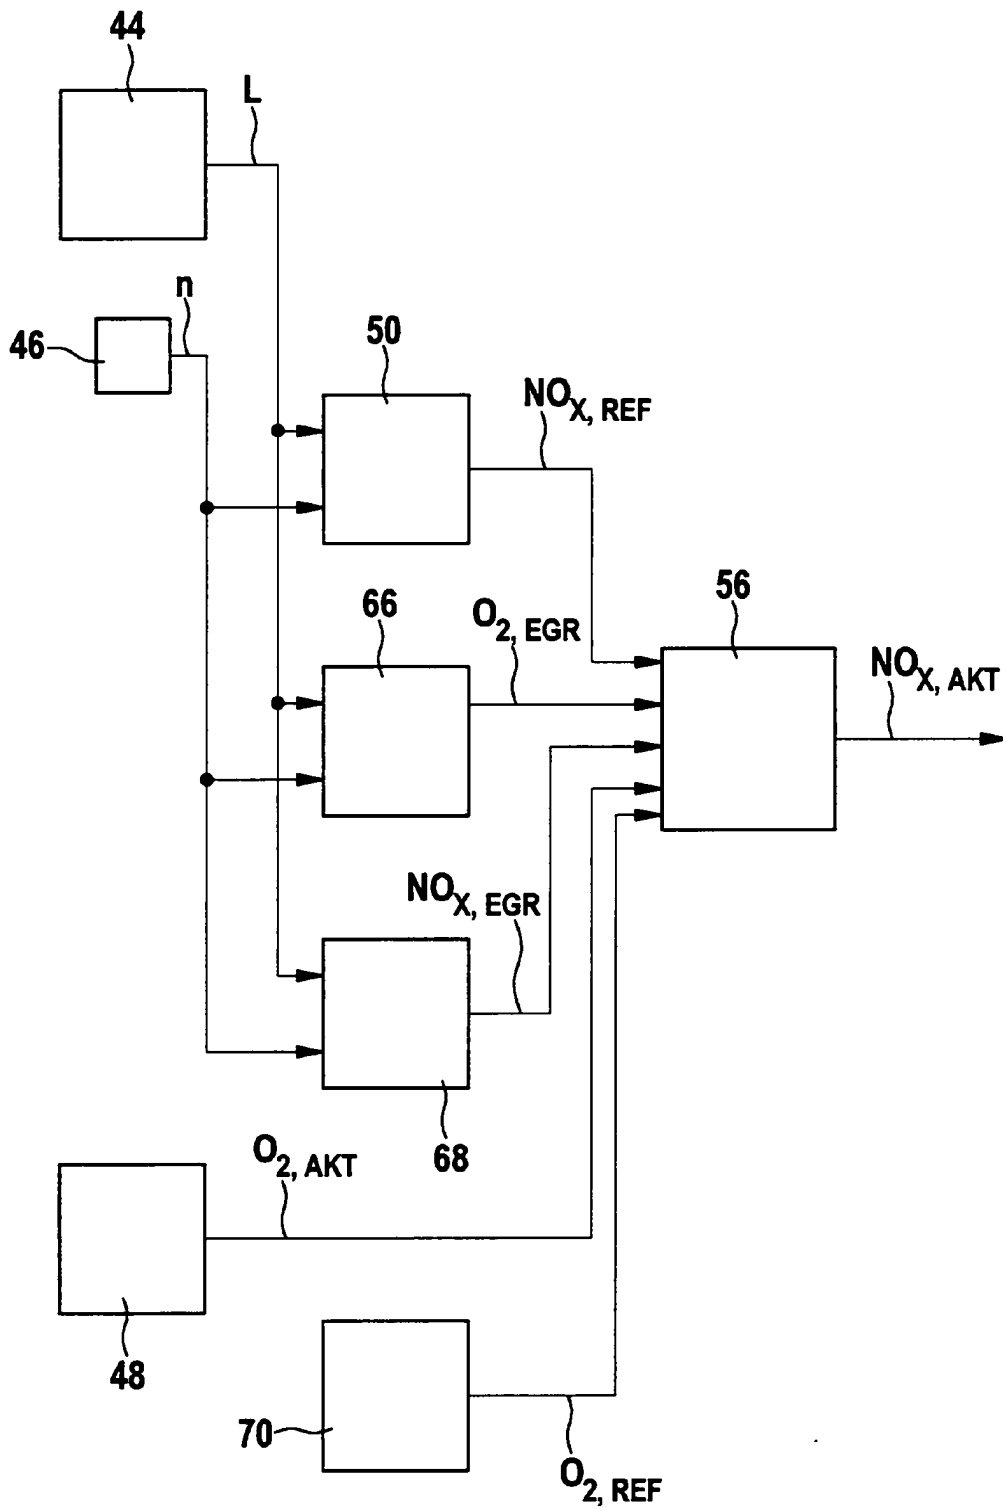 44
L
n
46
50
NOX, REF
66
O2, EGR
56
NOX, AKT
NOX, EGR
68
O2, AKT
48
70
O2, REF